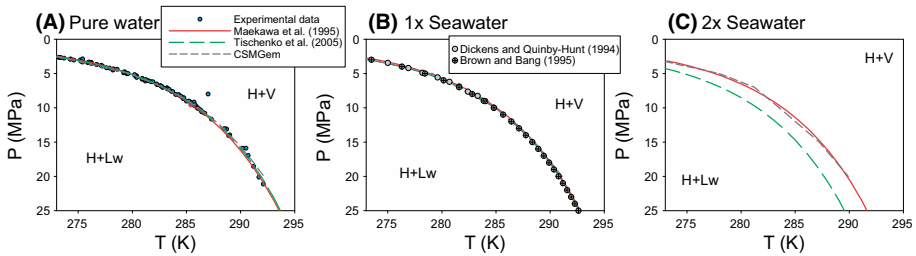 (A) Pure water
Experimental data
Maekawa et al. (1995)
Tischenko et al. (2005)
CSMGem
H+V
H+Lw
P (MPa)
0
5
10
15
20
25
275 280 285 290 295
T (K)
(B) 1x Seawater
Dickens and Quinby-Hunt (1994)
Brown and Bang (1995)
H+V
H+Lw
P (MPa)
0
5
10
15
20
25
275 280 285 290 295
T (K)
(C) 2x Seawater
H+V
H+Lw
P (MPa)
0
5
10
15
20
25
275 280 285 290 295
T (K)